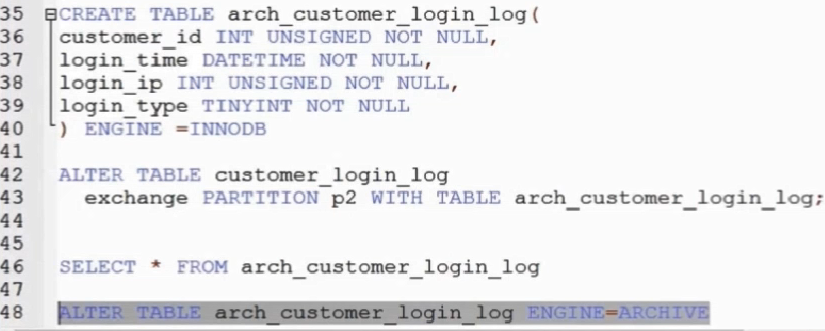 35 CREATE TABLE arch_customer_login_log(
36 customer_id INT UNSIGNED NOT NULL,
37 login_time DATETIME NOT NULL,
38 login_ip INT UNSIGNED NOT NULL,
39 login_type TINYINT NOT NULL
40 ) ENGINE =INNODB
41
42 ALTER TABLE customer_login_log
43 exchange PARTITION p2 WITH TABLE arch_customer_login_log;
44
45
46 SELECT * FROM arch_customer_login_log
47
48 ALTER TABLE arch_customer_login_log ENGINE=ARCHIVE